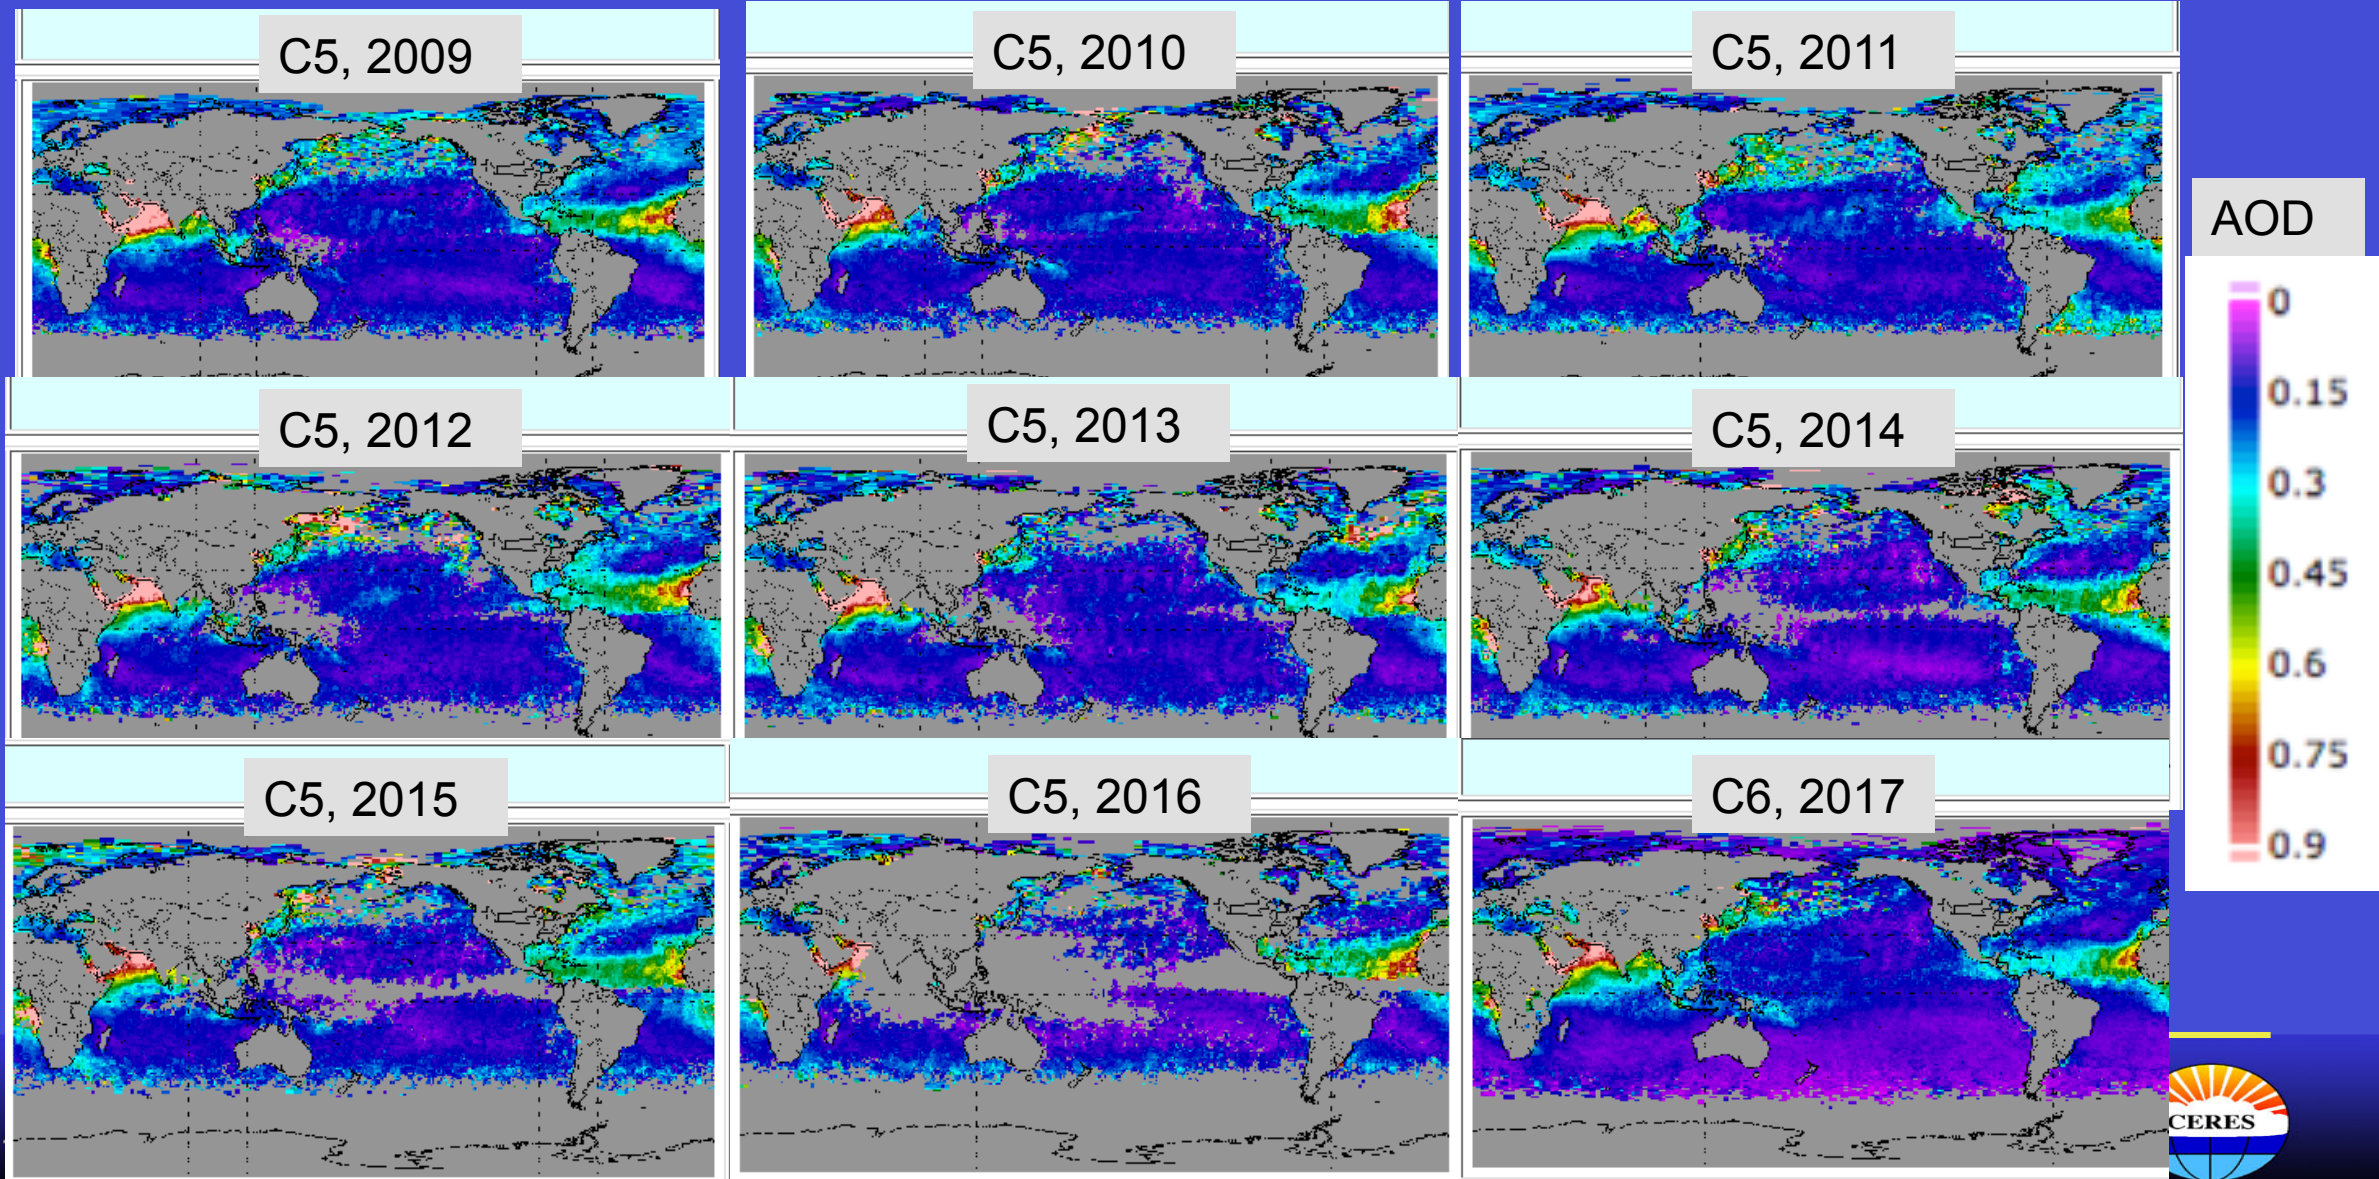 C5, 2009
C5, 2010
C5, 2011
AOD
0
0.15
0.3
0.45
0.6
0.75
0.9
C5, 2012
C5, 2013
C5, 2014
C5, 2015
C5, 2016
C6, 2017
CERES